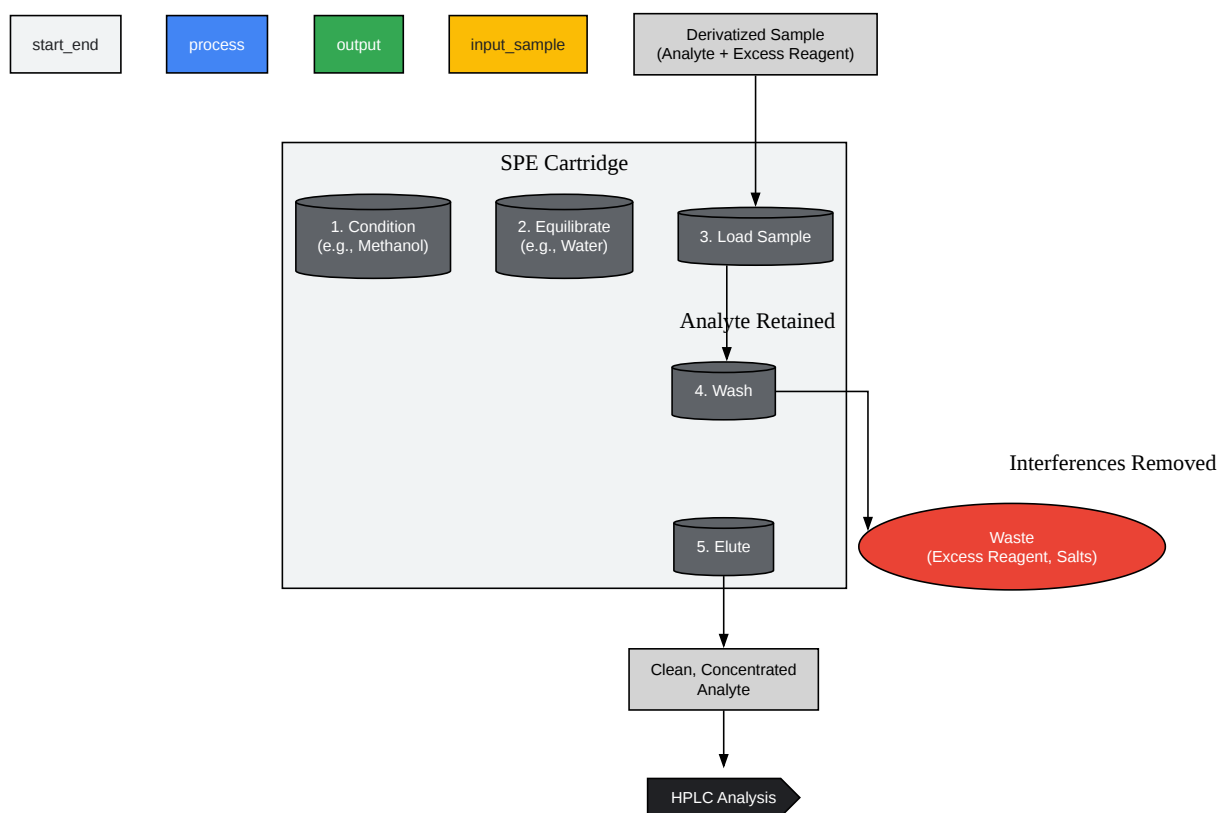 start_end
process
output
input_sample
Derivatized Sample
(Analyte + Excess Reagent)
SPE Cartridge
1. Condition
(e.g., Methanol)
2. Equilibrate
(e.g., Water)
3. Load Sample
Analyte Retained
4. Wash
Interferences Removed
Waste
(Excess Reagent, Salts)
5. Elute
Clean, Concentrated
Analyte
HPLC Analysis